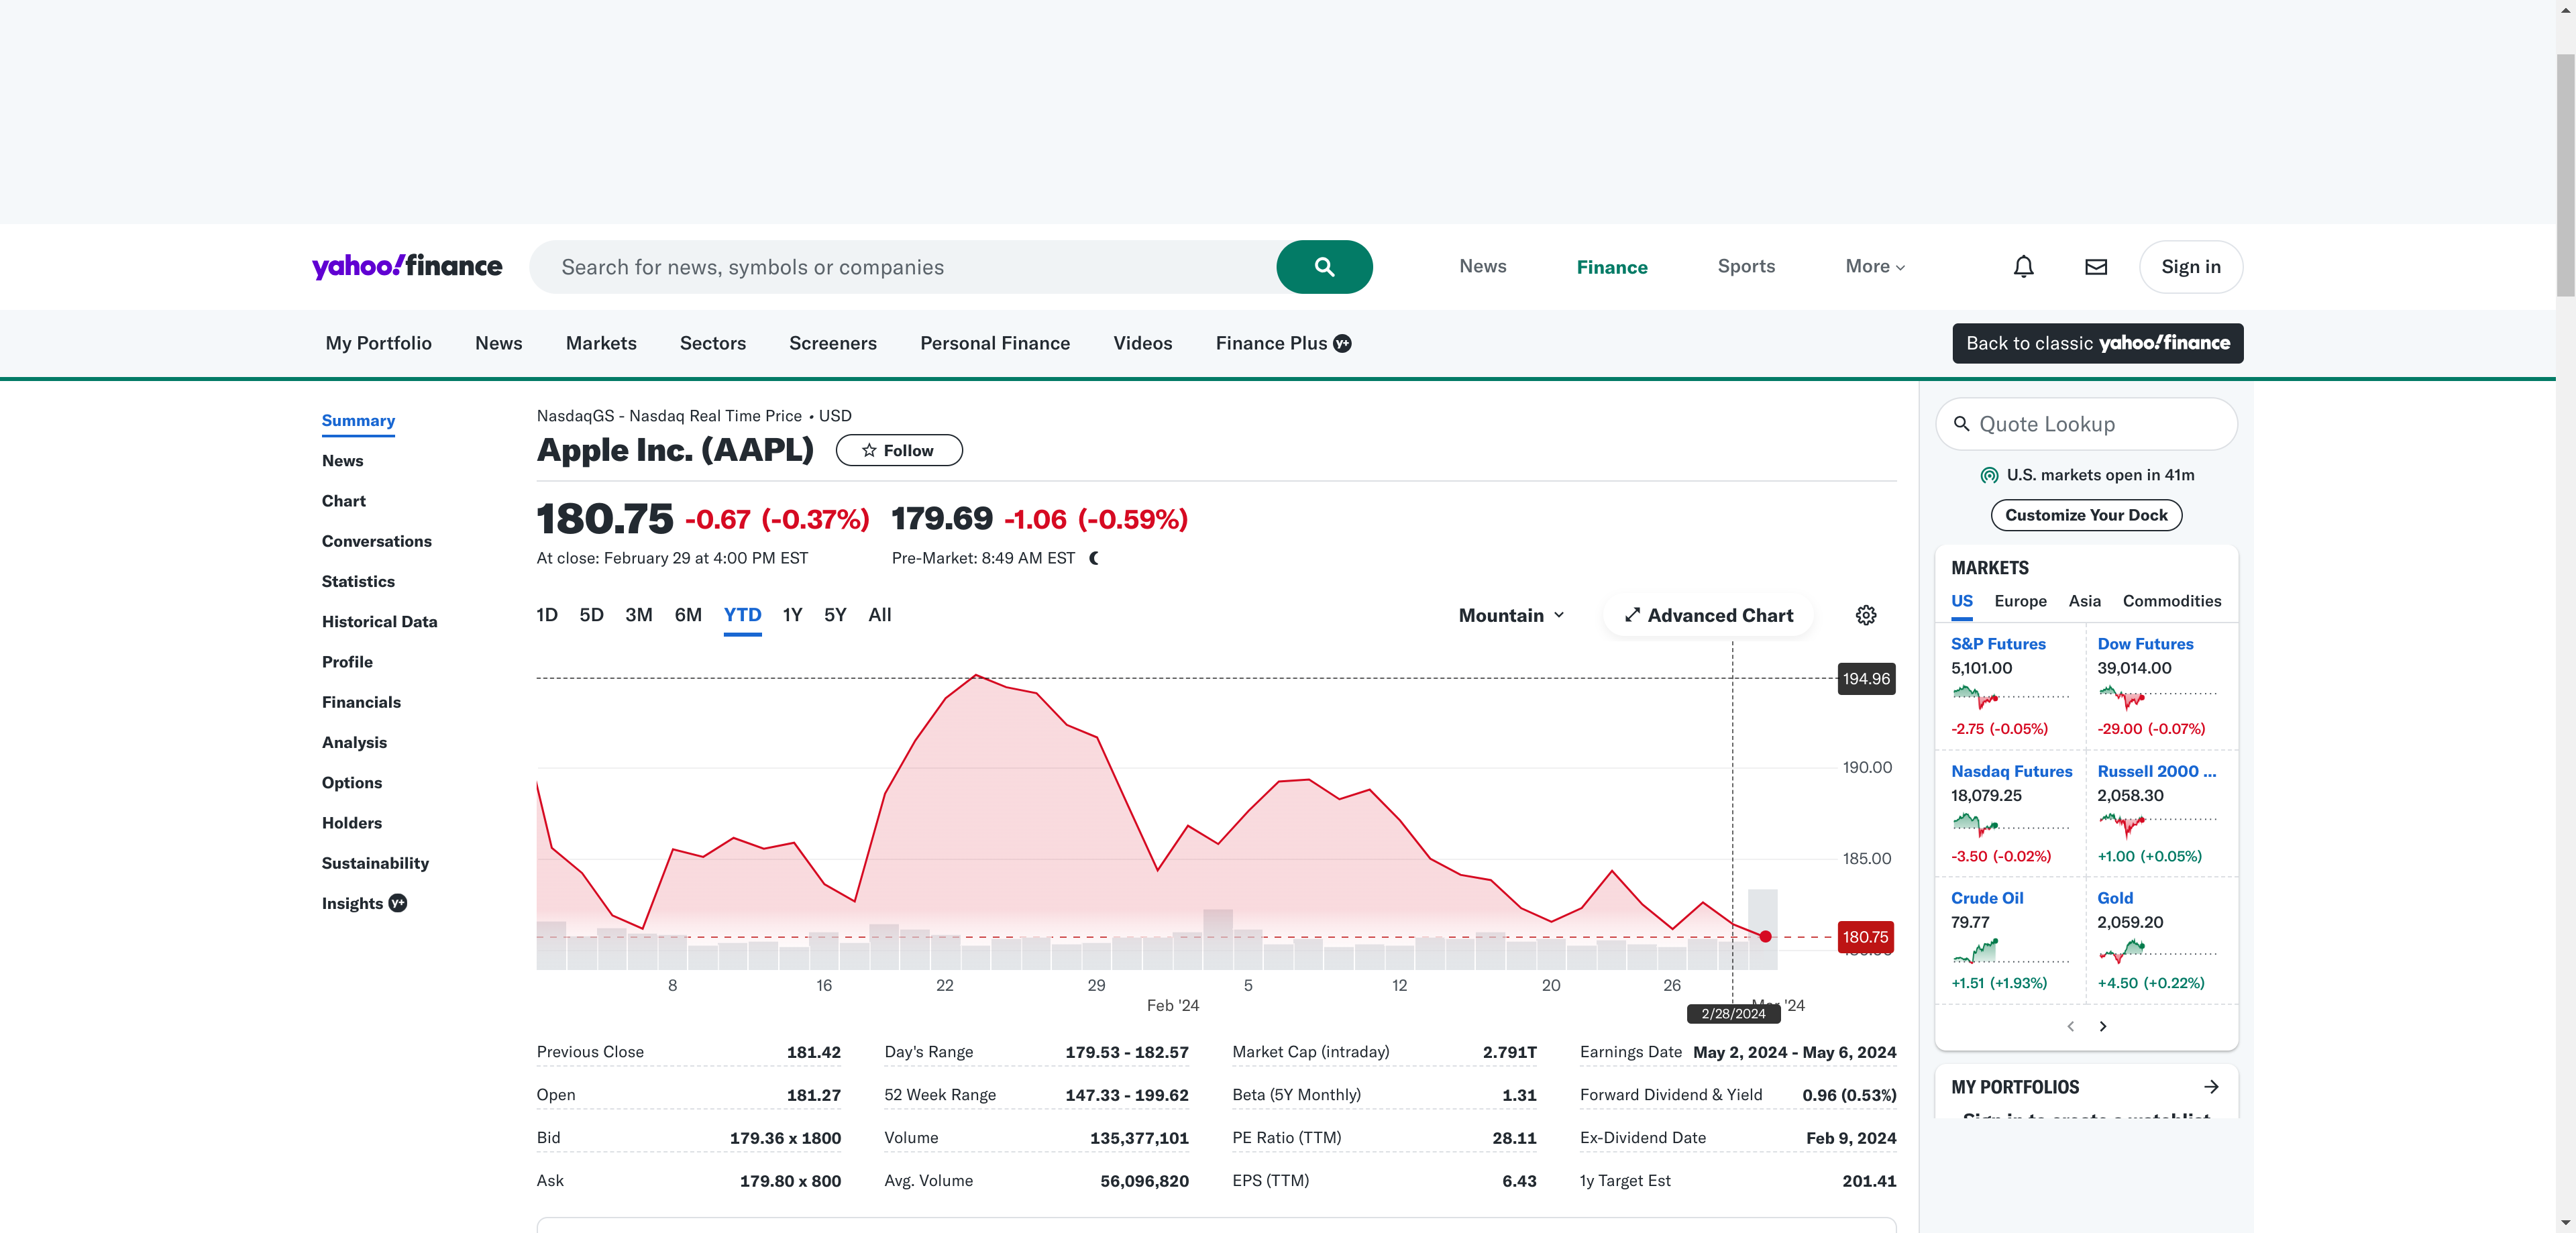 yahoo!finance
Search for news, symbols or companies
News Finance Sports More
Sign in
My Portfolio News Markets Sectors Screeners Personal Finance Videos Finance Plus Y+
Back to classic yahoo!finance
Summary
News
Chart
Conversations
Statistics
Historical Data
Profile
Financials
Analysis
Options
Holders
Sustainability
Insights Y+
NasdaqGS - Nasdaq Real Time Price • USD
Apple Inc. (AAPL)
Follow
180.75 -0.67 (-0.37%) 179.69 -1.06 (-0.59%)
At close: February 29 at 4:00 PM EST Pre-Market: 8:49 AM EST
1D 5D 3M 6M YTD 1Y 5Y All
Mountain
Advanced Chart
194.96
190.00
185.00
180.75
8 16 22 29 5 12 20 26
Feb '24 '24
2/28/2024
Previous Close 181.42
Open 181.27
Bid 179.36 x 1800
Ask 179.80 x 800
Day's Range 179.53 - 182.57
52 Week Range 147.33 - 199.62
Volume 135,377,101
Avg. Volume 56,096,820
Market Cap (intraday) 2.791T
Beta (5Y Monthly) 1.31
PE Ratio (TTM) 28.11
EPS (TTM) 6.43
Earnings Date May 2, 2024 - May 6, 2024
Forward Dividend & Yield 0.96 (0.53%)
Ex-Dividend Date Feb 9, 2024
1y Target Est 201.41
Quote Lookup
U.S. markets open in 41m
Customize Your Dock
MARKETS
US Europe Asia Commodities
S&P Futures
5,101.00
-2.75 (-0.05%)
Dow Futures
39,014.00
-29.00 (-0.07%)
Nasdaq Futures
18,079.25
-3.50 (-0.02%)
Russell 2000 ...
2,058.30
+1.00 (+0.05%)
Crude Oil
79.77
+1.51 (+1.93%)
Gold
2,059.20
+4.50 (+0.22%)
MY PORTFOLIOS
Sign in to create a watchlist